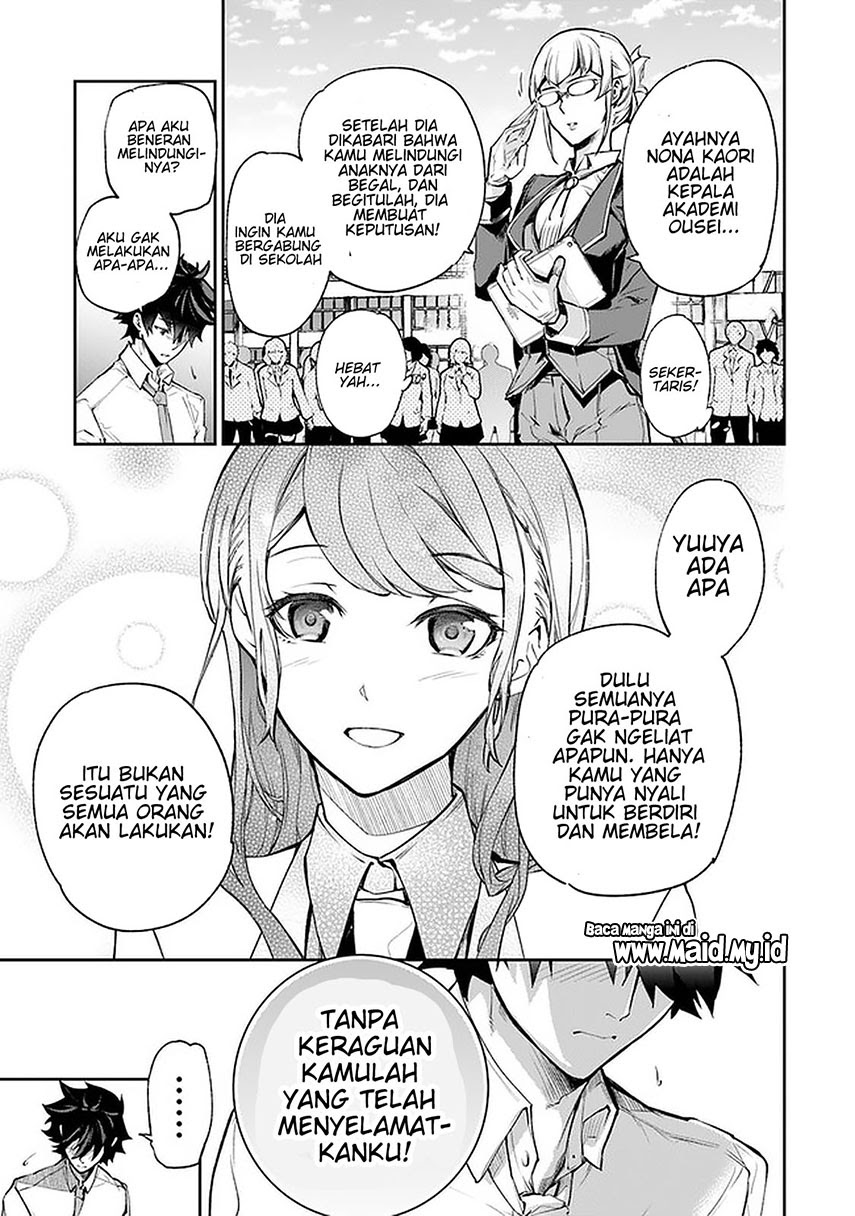 AYAHNYA
NONA KAORI
ADALAH
KEPALA
AKADEMI
OUSEI...
SEKER-
TARIS!
SETELAH DIA
DIKABARI BAHWA
KAMU MELINDUNGI
ANAKNYA DARI
BEGAL, DAN
BEGITULAH, DIA
MEMBUAT
KEPUTUSAN!
DIA
INGIN KAMU
BERGABUNG
DI SEKOLAH
HEBAT
YAH...
APA AKU
BENERAN
MELINDUNGI-
NYA?
AKU GAK
MELAKUKAN
APA-APA...
YUUYA
ADA
APA
DULU
SEMUANYA
PURA-PURA
GAK NGELIAT
APAPUN. HANYA
KAMU YANG
PUNYA NYALI
UNTUK BERDIRI
DAN MEMBELA!
ITU BUKAN
SESUATU YANG
SEMUA ORANG
AKAN LAKUKAN!
Baca Manga ini di
www.Maid.My.id
TANPA
KERAGUAN
KAMULAH
YANG TELAH
MENYELAMAT-
KANKU!
.....